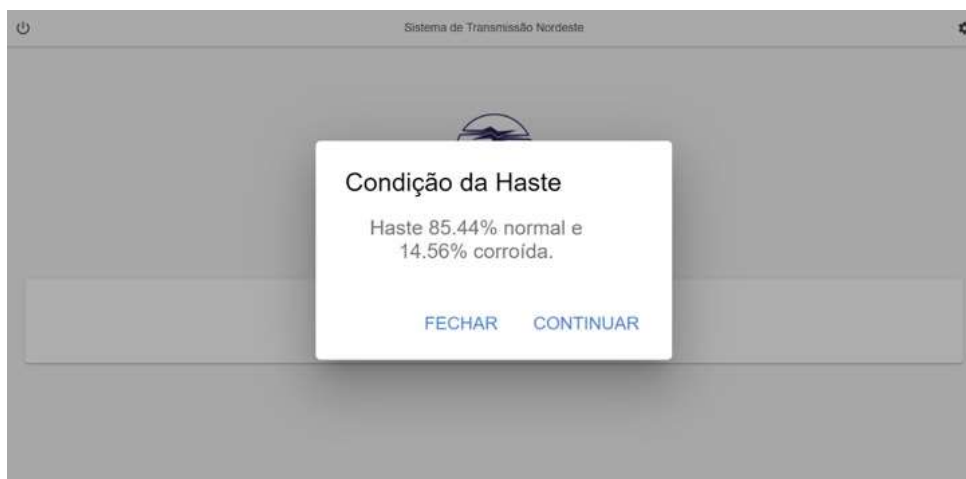 Sistema de Transmissão Nordeste
Condição da Haste
Haste 85.44% normal e
14.56% corroída.
FECHAR CONTINUAR